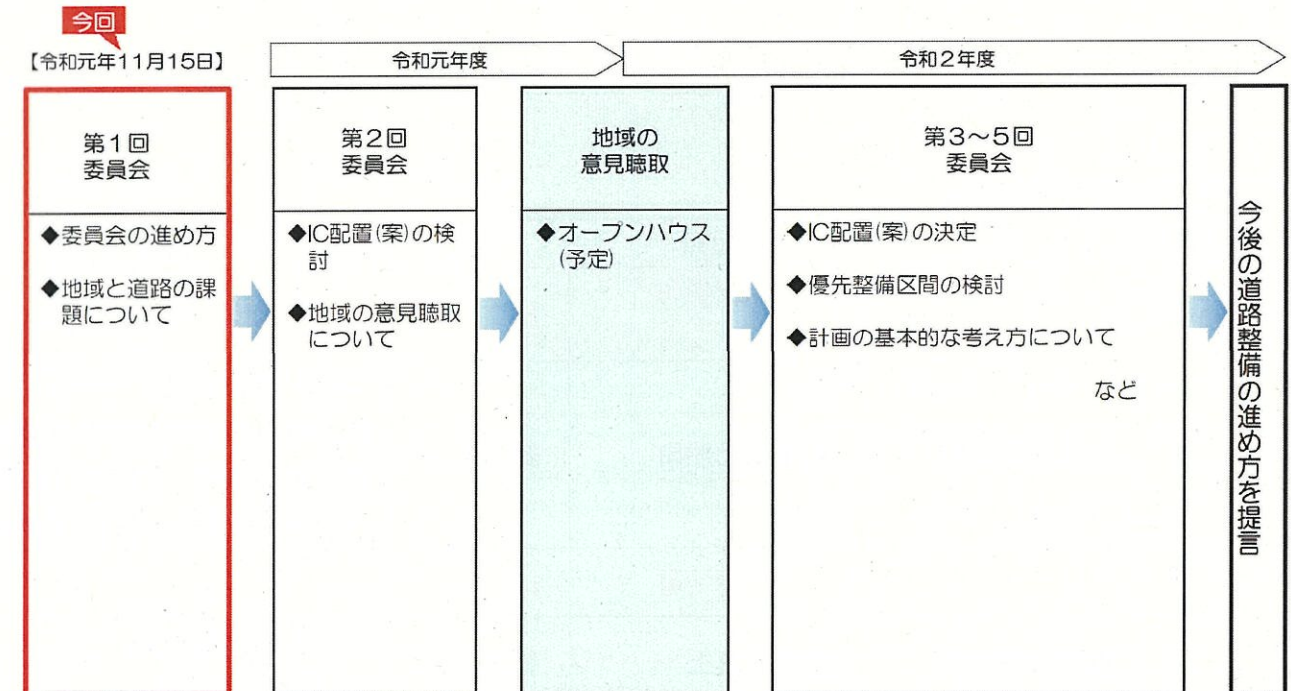 今回
【令和元年11月15日】
令和元年度
令和2年度
第1回
委員会
◆委員会の進め方
◆地域と道路の課
題について
第2回
委員会
◆IC配置(案)の検
討
◆地域の意見聴取
について
地域の
意見聴取
◆オープンハウス
(予定)
第3～5回
委員会
◆IC配置(案)の決定
◆優先整備区間の検討
◆計画の基本的な考え方について
など
今後の道路整備の進め方を提言